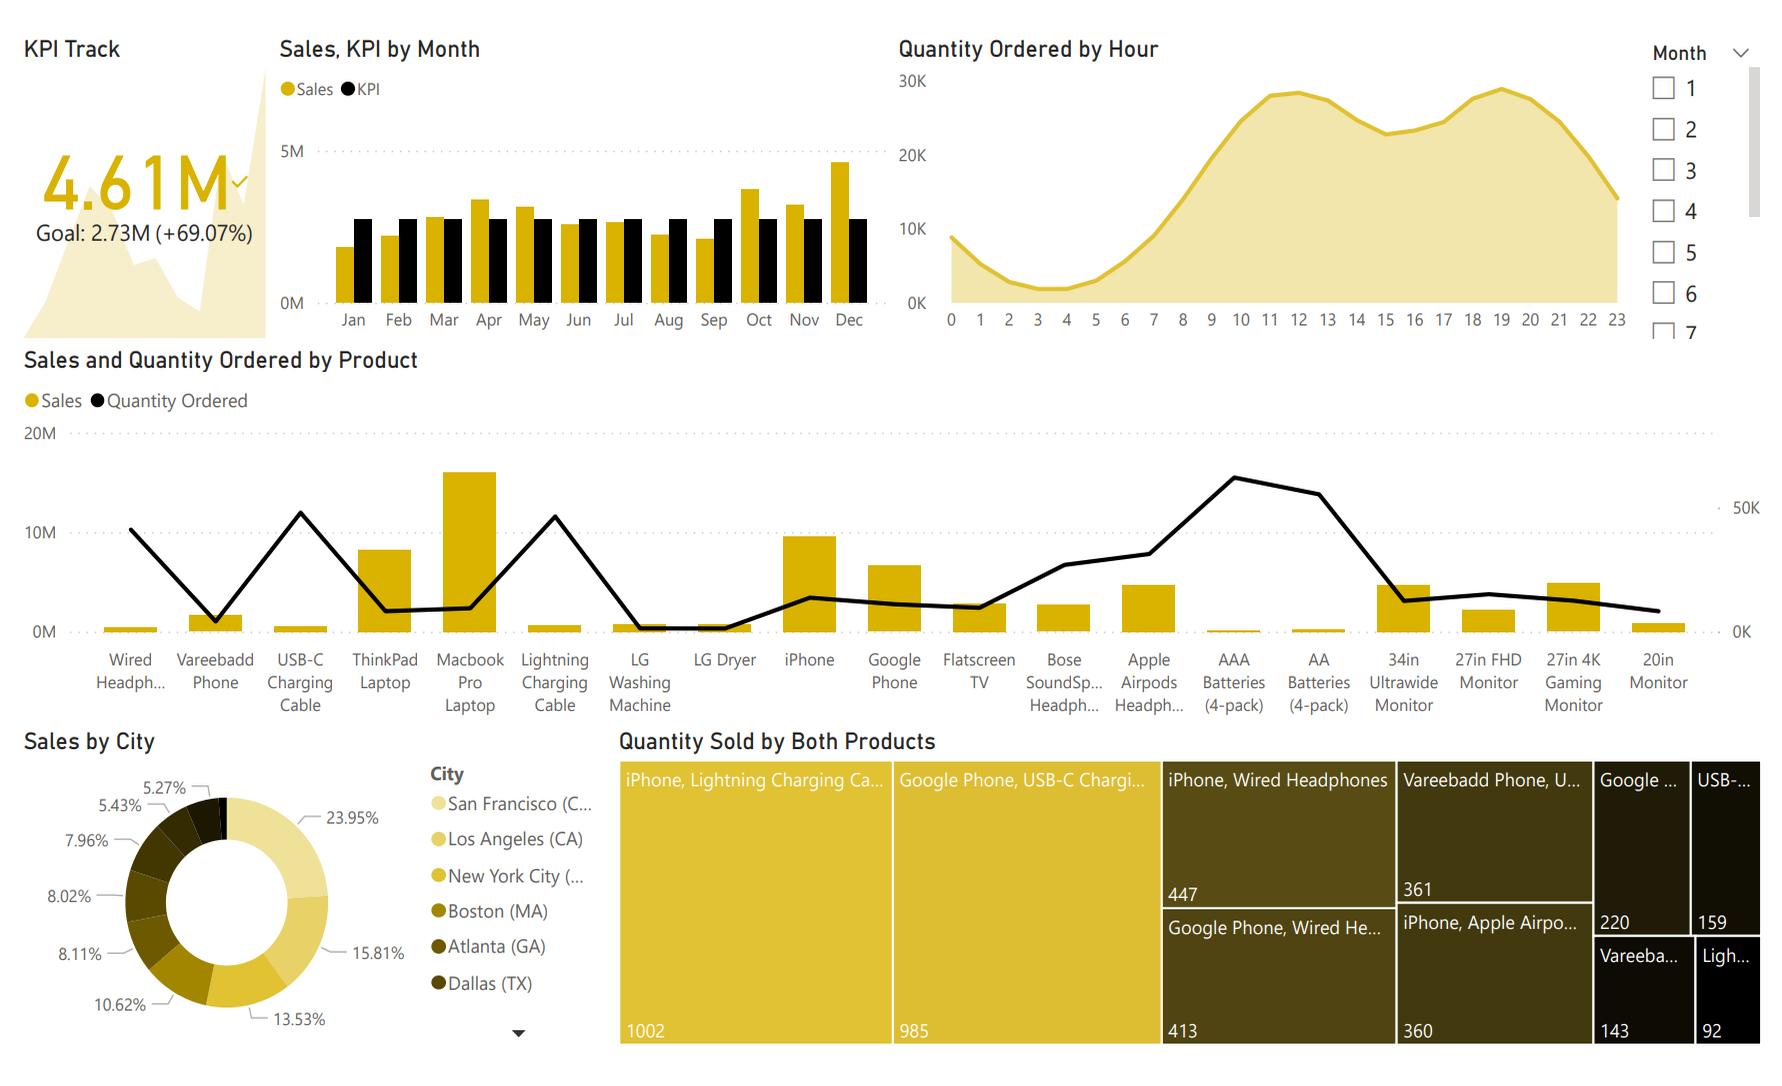 KPI Track
4.61M
Goal: 2.73M (+69.07%)
Sales, KPI by Month
Sales KPI
5M
0M
Jan Feb Mar Apr May Jun Jul Aug Sep Oct Nov Dec
Quantity Ordered by Hour
30K
20K
10K
0K
0 1 2 3 4 5 6 7 8 9 10 11 12 13 14 15 16 17 18 19 20 21 22 23
Month
1
2
3
4
5
6
7
Sales and Quantity Ordered by Product
Sales Quantity Ordered
20M
10M
0M
50K
0K
Wired
Headph...
Vareebadd
Phone
USB-C
Charging
Cable
ThinkPad
Laptop
Macbook
Pro
Laptop
Lightning
Charging
Cable
LG
Washing
Machine
LG Dryer
iPhone
Google
Phone
Flatscreen
TV
Bose
SoundSp...
Headph...
Apple
Airpods
Headph...
AAA
Batteries
(4-pack)
AA
Batteries
(4-pack)
34in
Ultrawide
Monitor
27in FHD
Monitor
27in 4K
Gaming
Monitor
20in
Monitor
Sales by City
5.27%
5.43%
7.96%
8.02%
8.11%
10.62%
13.53%
15.81%
23.95%
City
San Francisco (C...
Los Angeles (CA)
New York City (...
Boston (MA)
Atlanta (GA)
Dallas (TX)
Quantity Sold by Both Products
iPhone, Lightning Charging Ca...
1002
Google Phone, USB-C Chargi...
985
iPhone, Wired Headphones
447
Google Phone, Wired He...
413
Vareebadd Phone, U...
361
iPhone, Apple Airpo...
360
Google ...
220
USB-...
159
Vareeba...
143
Ligh...
92